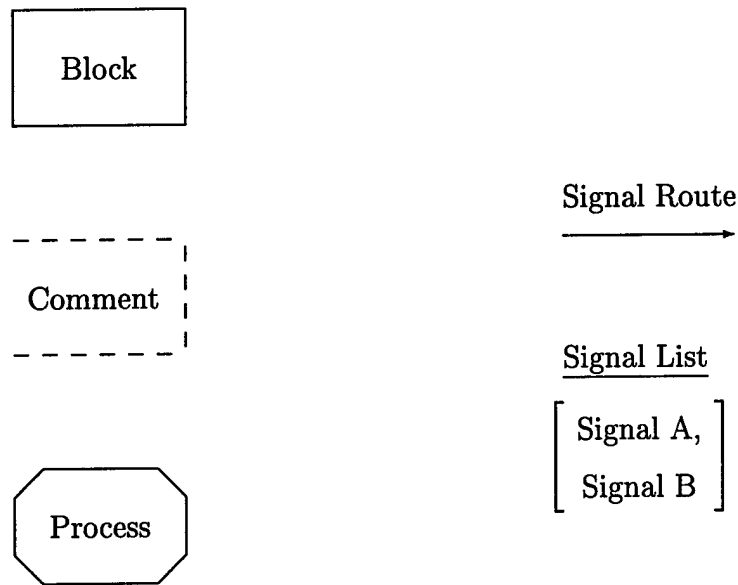 Block
Comment
Process
Signal Route
Signal List
Signal A,
Signal B